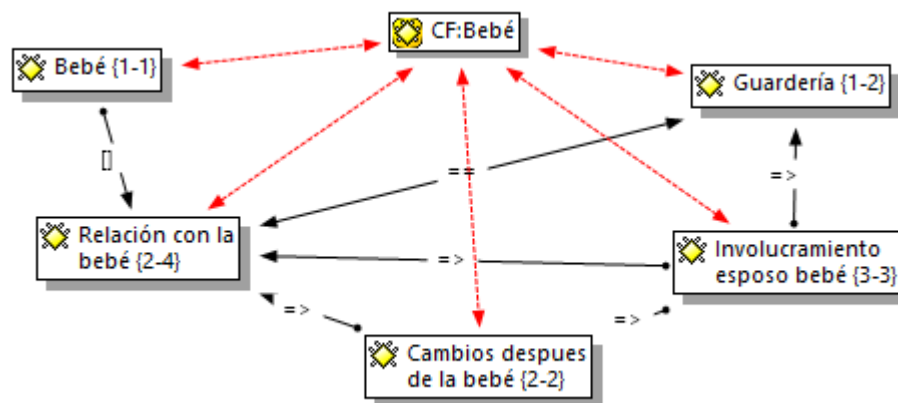 CF:Bebé
Bebé {1-1}
Guardería {1-2}
[]
==
=>
Relación con la
bebé {2-4}
=>
Involucramiento
esposo bebé {3-3}
=>
=>
Cambios despues
de la bebé {2-2}